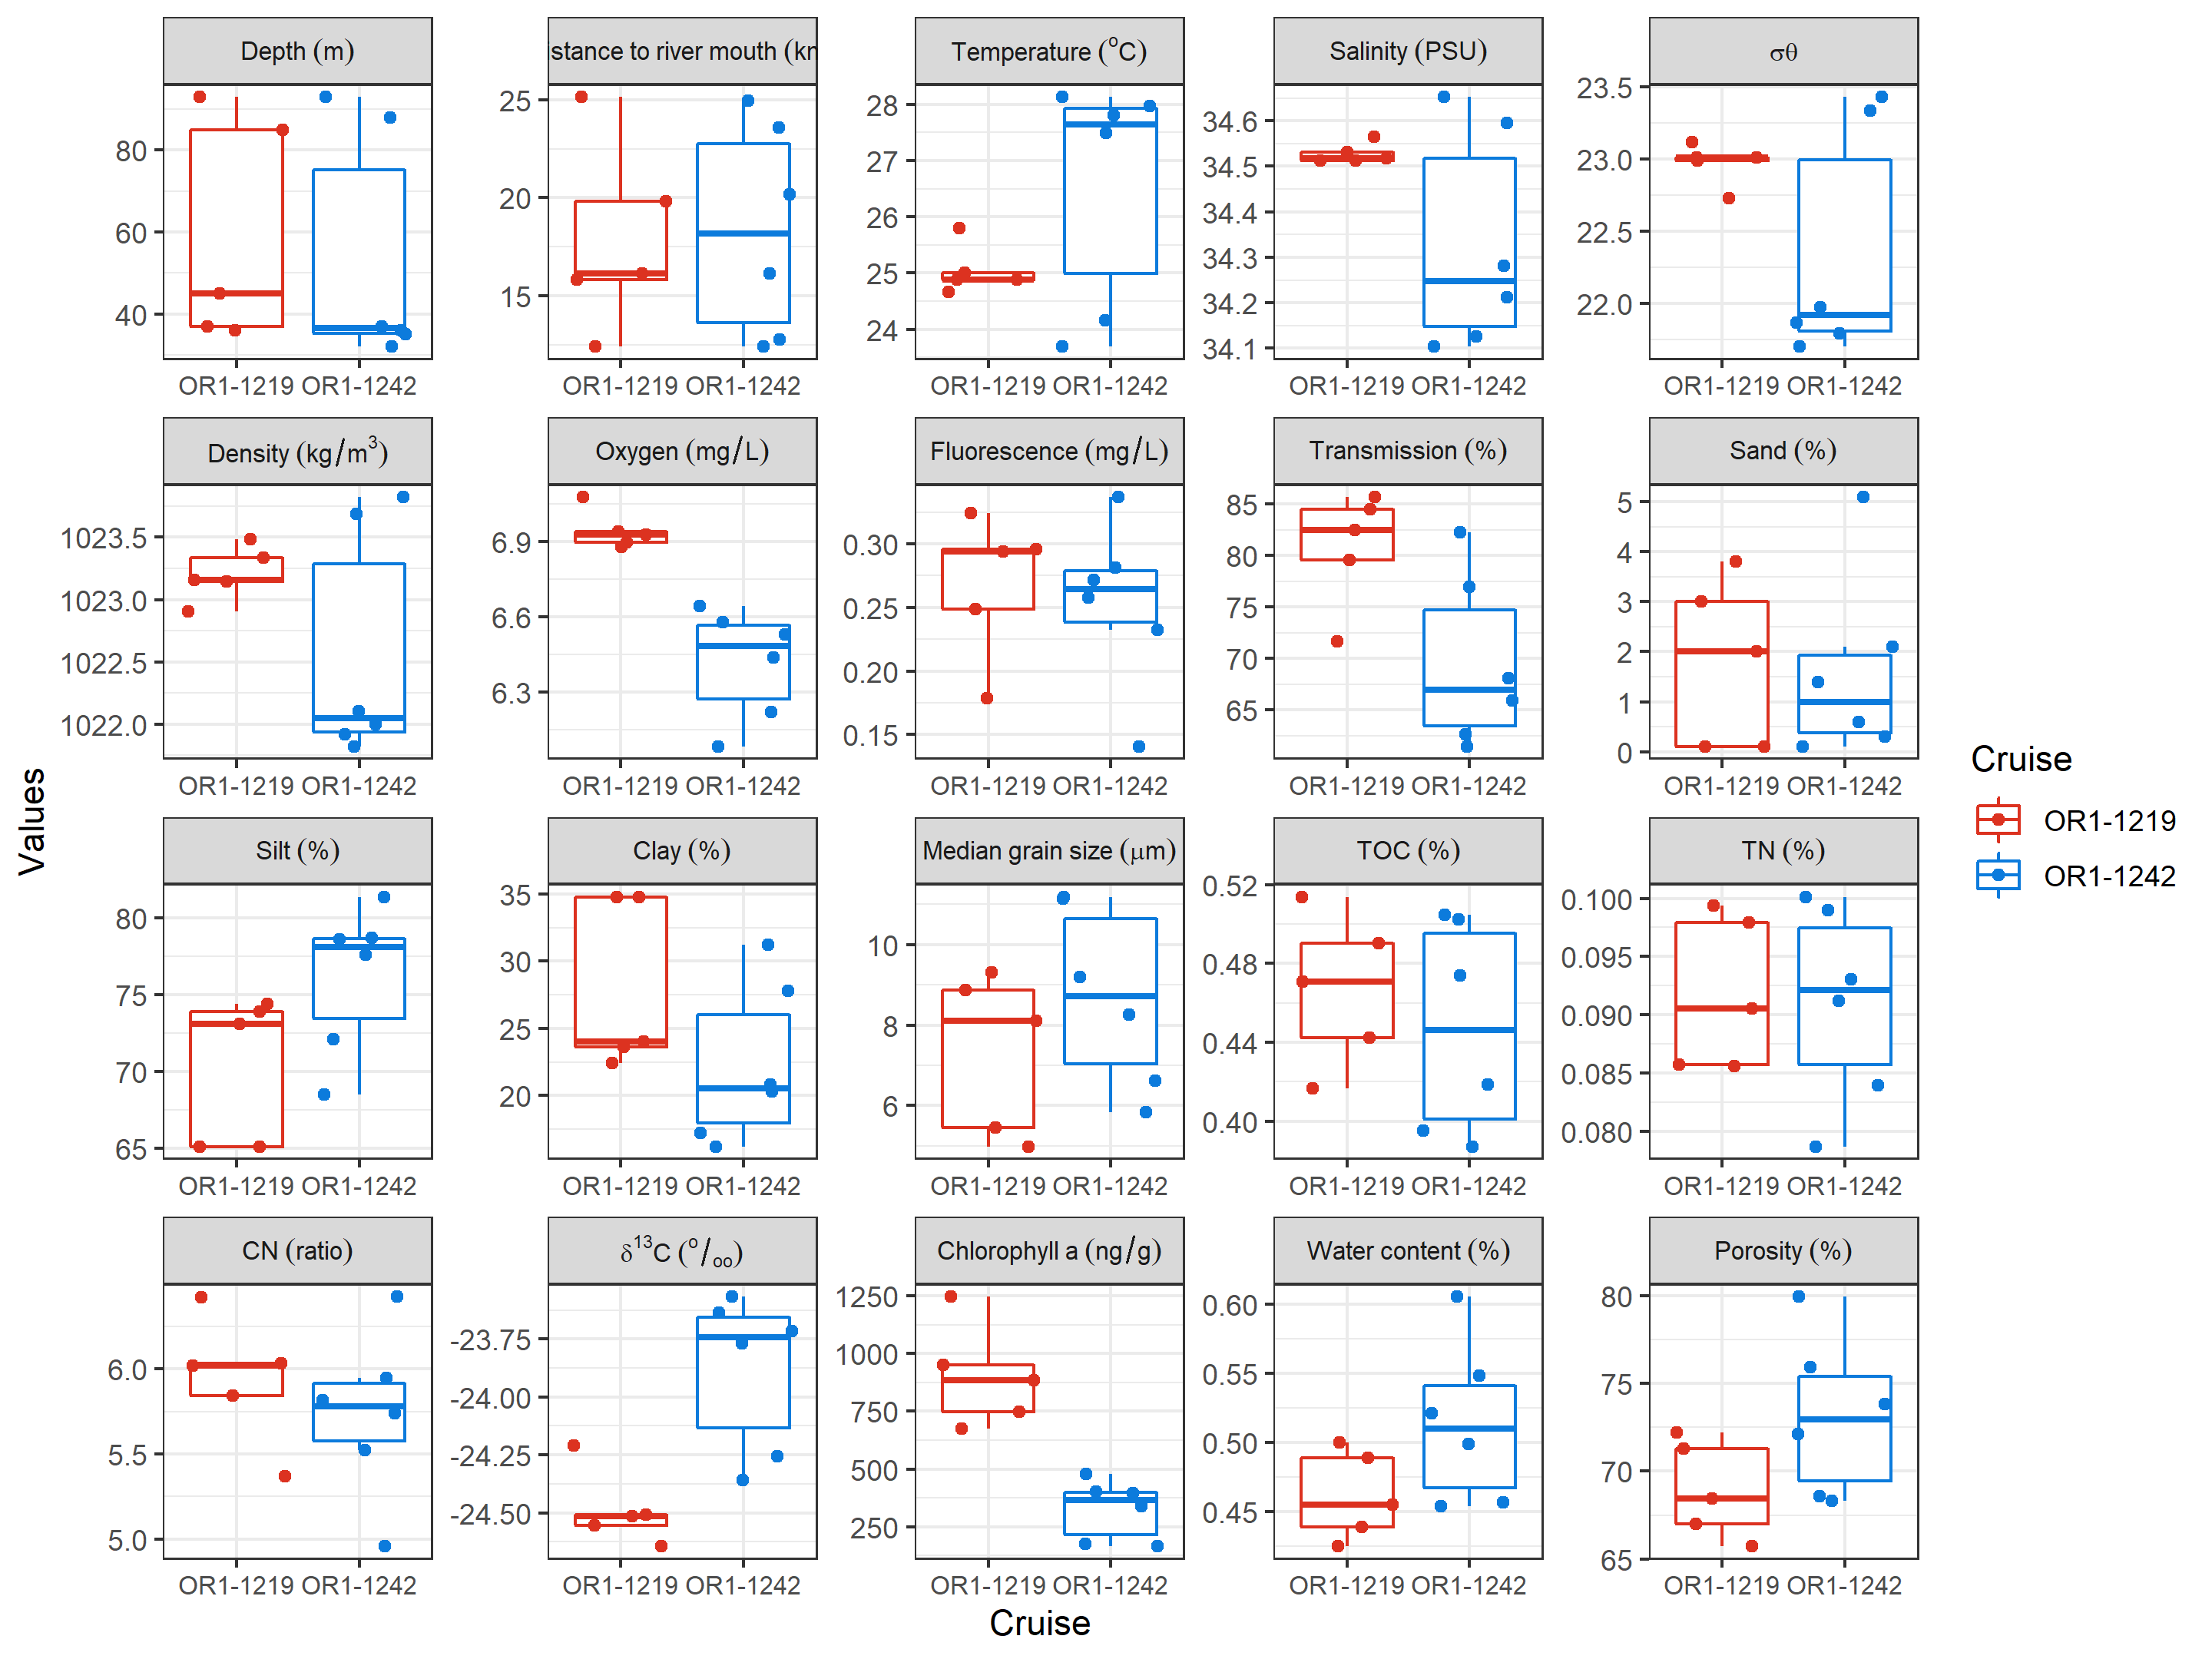 Depth (m)
stance to river mouth (kr
Temperature (°C)
Salinity (PSU)
σθ
80
60
40
25
20
15
28
27
26
25
24
34.6
34.5
34.4
34.3
34.2
34.1
23.5
23.0
22.5
22.0
OR1-1219 OR1-1242
OR1-1219 OR1-1242
OR1-1219 OR1-1242
OR1-1219 OR1-1242
OR1-1219 OR1-1242
Density (kg/m³)
Oxygen (mg/L)
Fluorescence (mg/L)
Transmission (%)
Sand (%)
1023.5
1023.0
1022.5
1022.0
6.9
6.6
6.3
0.30
0.25
0.20
0.15
85
80
75
70
65
5
4
3
2
1
0
OR1-1219 OR1-1242
OR1-1219 OR1-1242
OR1-1219 OR1-1242
OR1-1219 OR1-1242
OR1-1219 OR1-1242
Silt (%)
Clay (%)
Median grain size (μm)
TOC (%)
TN (%)
80
75
70
65
35
30
25
20
10
8
6
0.52
0.48
0.44
0.40
0.100
0.095
0.090
0.085
0.080
OR1-1219 OR1-1242
OR1-1219 OR1-1242
OR1-1219 OR1-1242
OR1-1219 OR1-1242
OR1-1219 OR1-1242
CN (ratio)
δ¹³C (°/oo)
Chlorophyll a (ng/g)
Water content (%)
Porosity (%)
6.0
5.5
5.0
-23.75
-24.00
-24.25
-24.50
1250
1000
750
500
250
0.60
0.55
0.50
0.45
80
75
70
65
OR1-1219 OR1-1242
OR1-1219 OR1-1242
OR1-1219 OR1-1242
OR1-1219 OR1-1242
OR1-1219 OR1-1242
Values
Cruise
Cruise
OR1-1219
OR1-1242